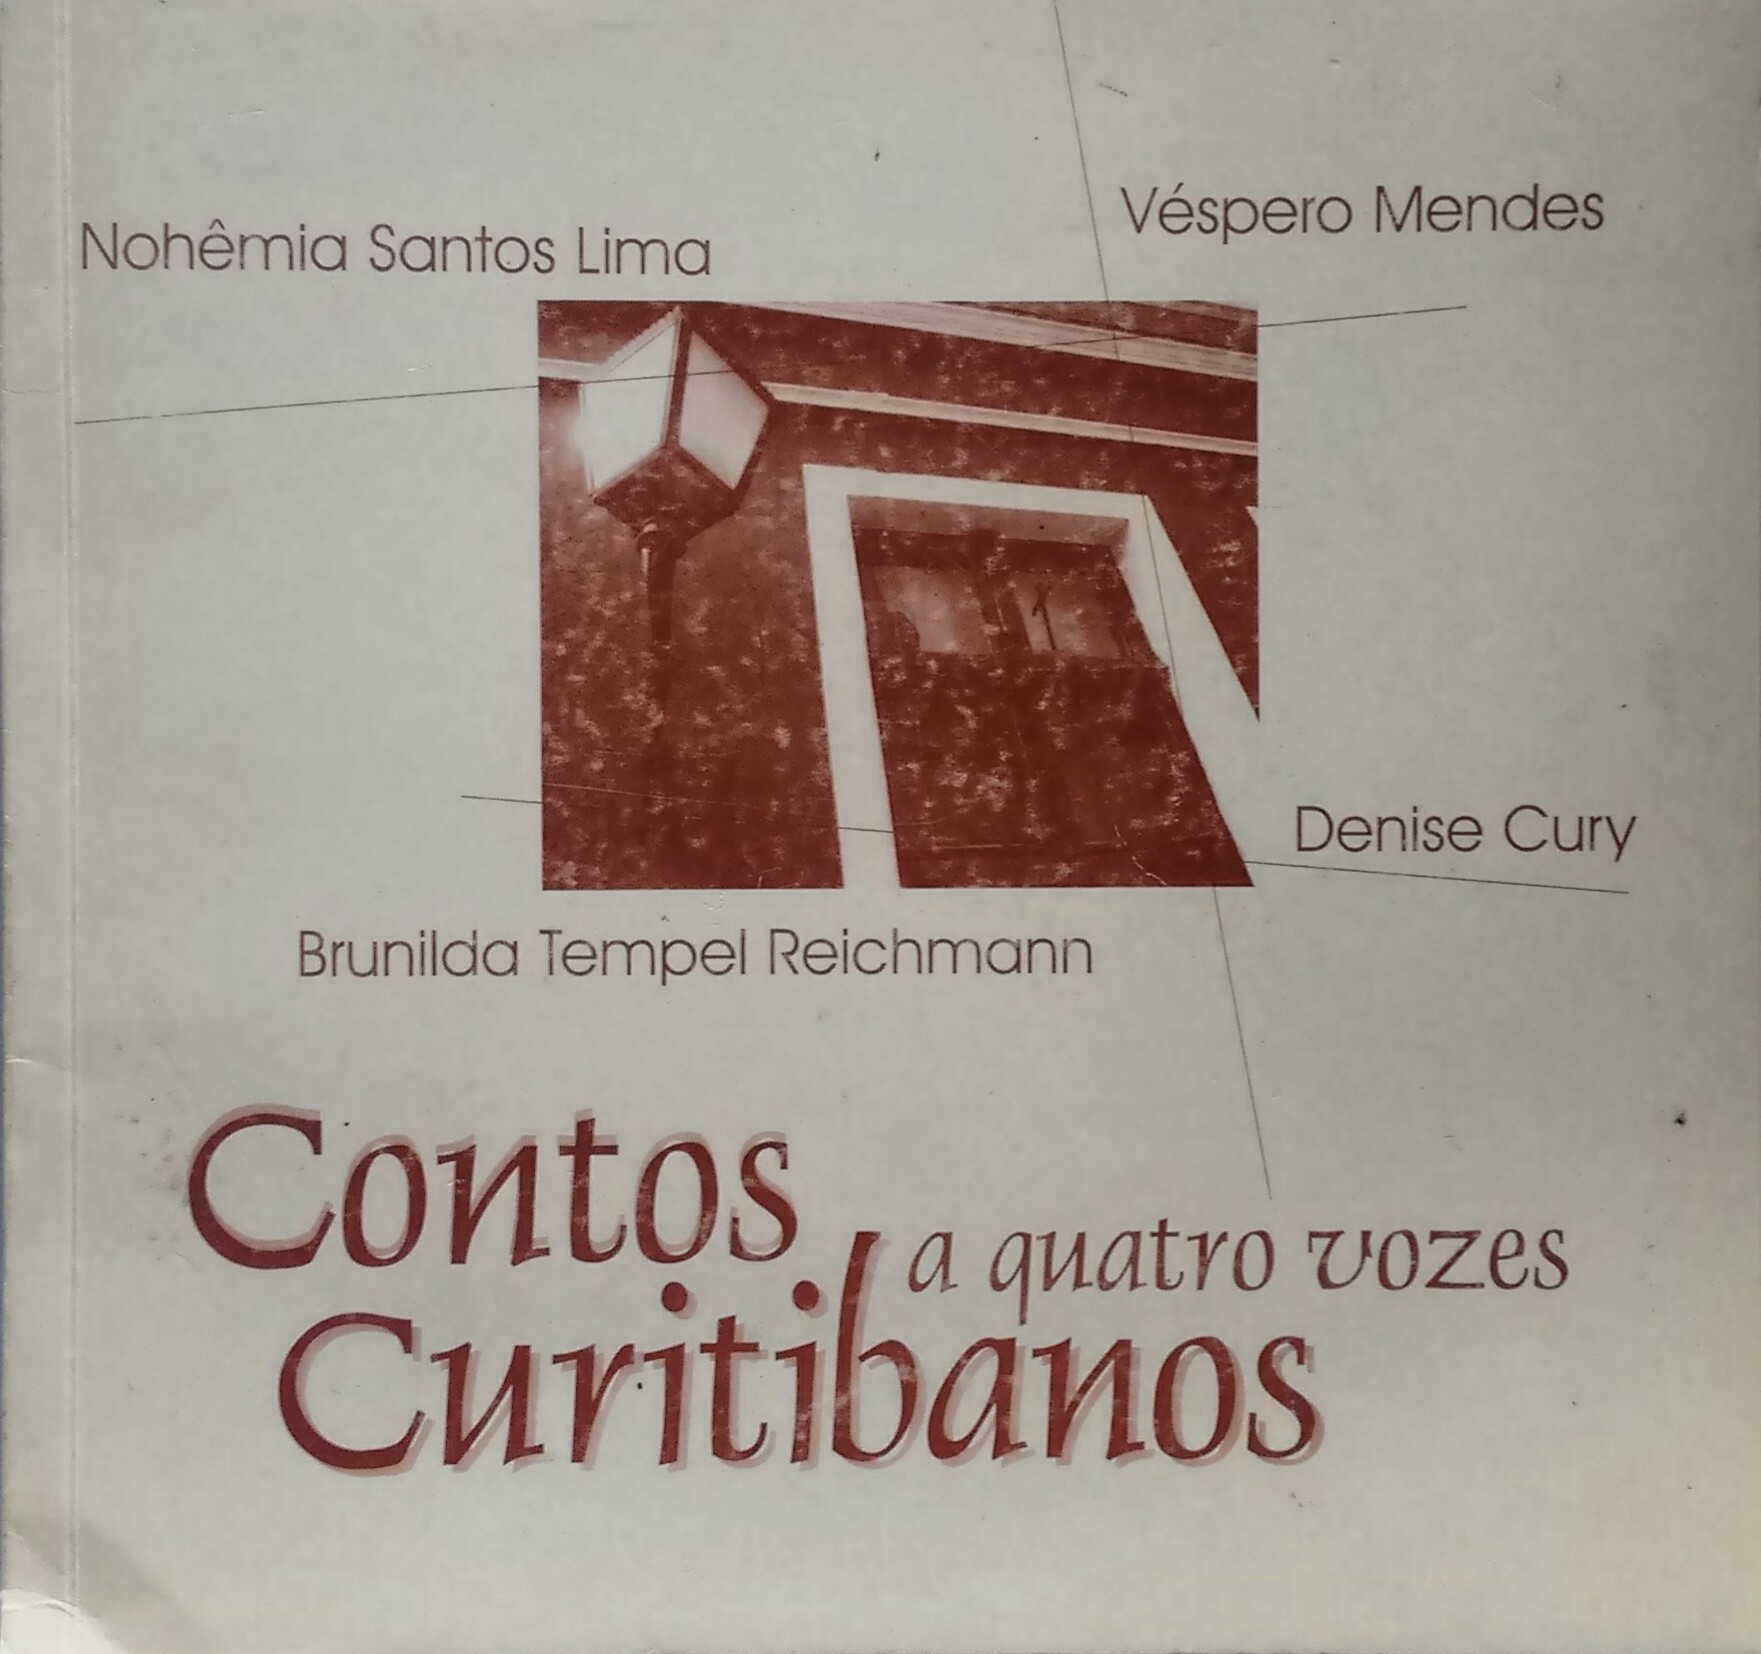 Véspero Mendes
Nohêmia Santos Lima
Denise Cury
Brunilda Tempel Reichmann
Contos
a quatro vozes
Curitibanos